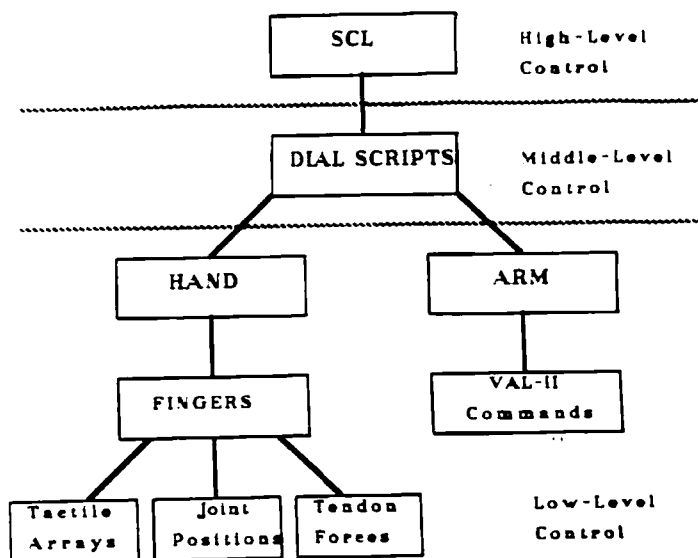 SCL
High-Level
Control
DIAL SCRIPTS
Middle-Level
Control
HAND
ARM
FINGERS
VAL-II
Commands
Tactile
Arrays
Joint
Positions
Tendon
Forces
Low-Level
Control